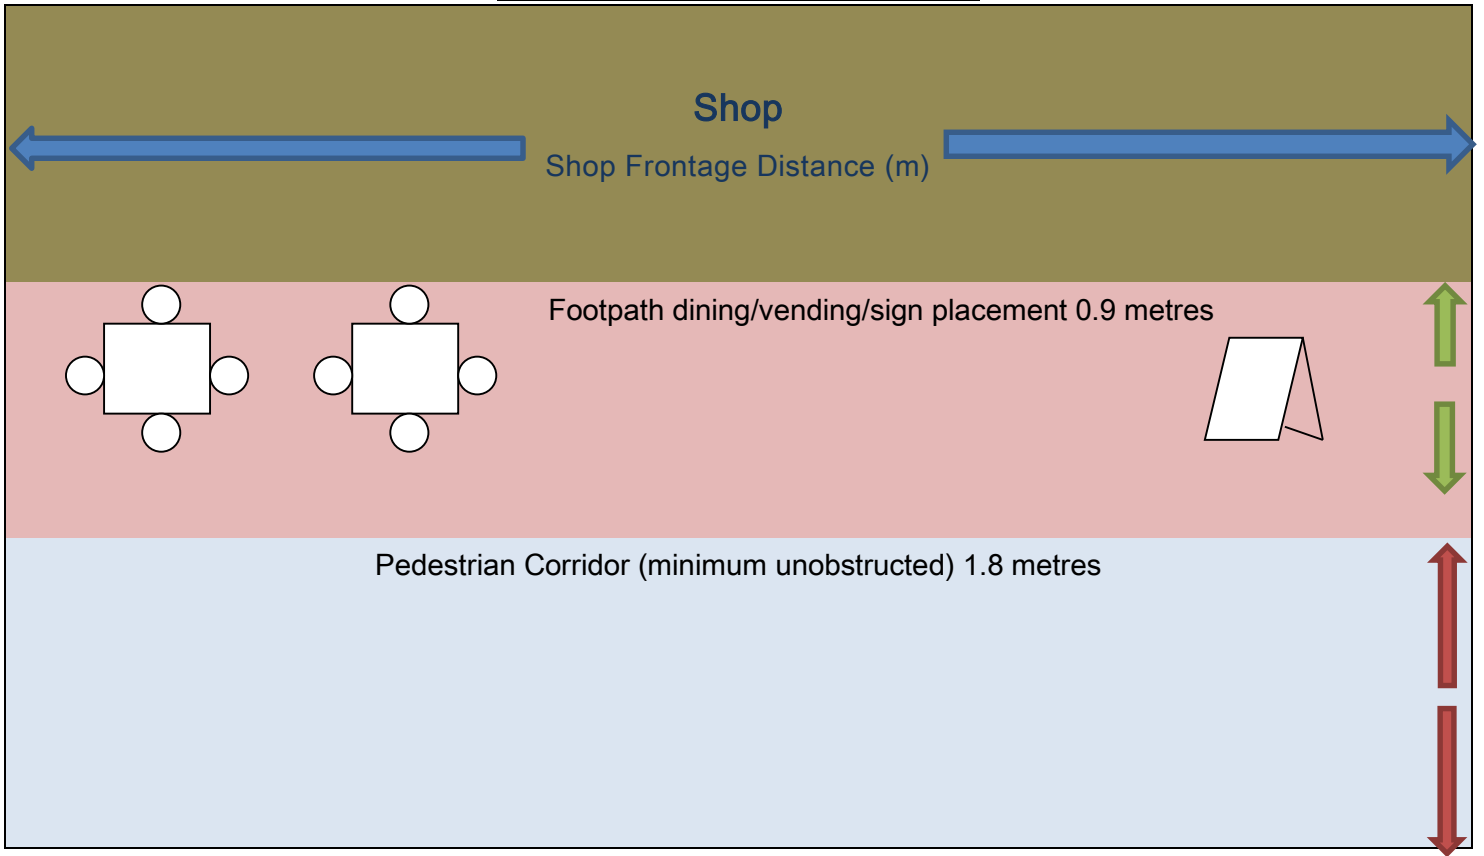 Shop
Shop Frontage Distance (m)
Footpath dining/vending/sign placement 0.9 metres
Pedestrian Corridor (minimum unobstructed) 1.8 metres